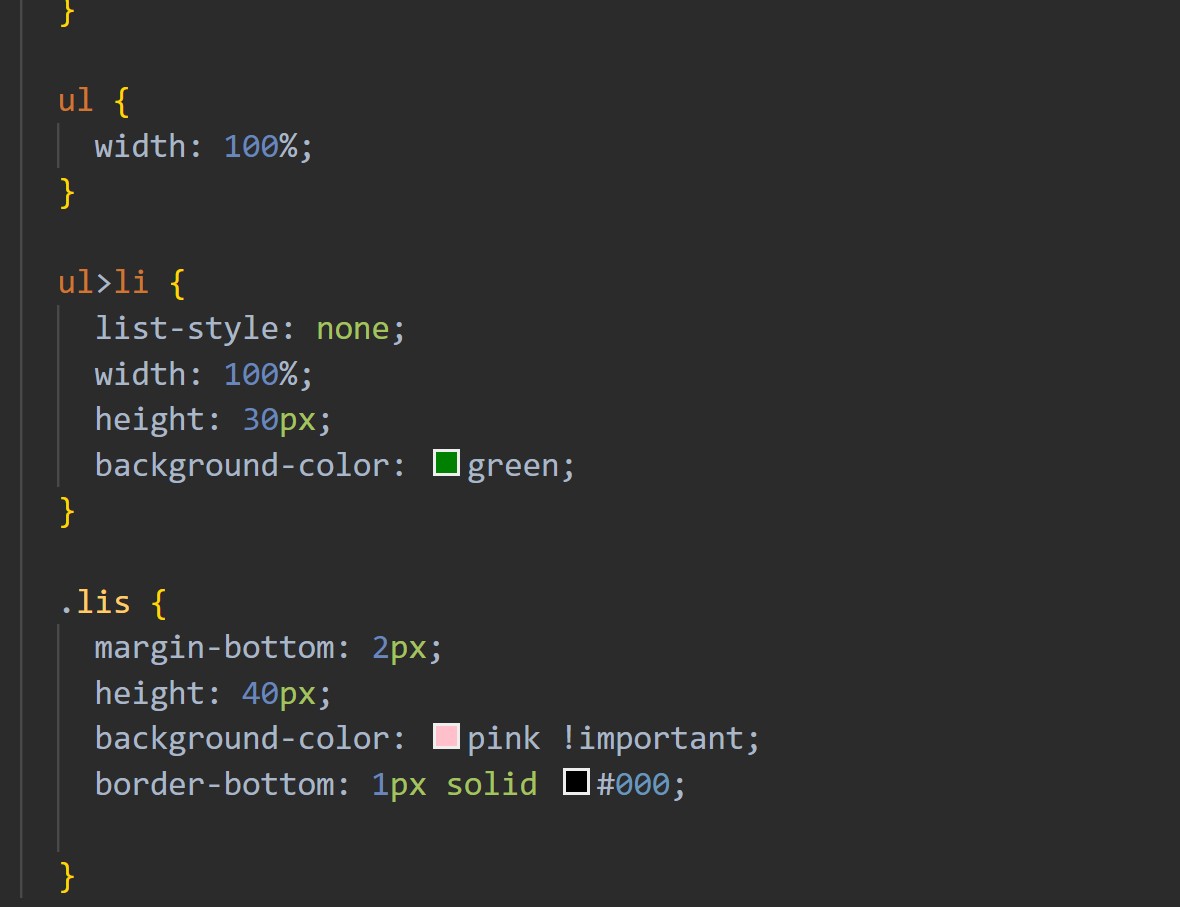 }
ul {
width: 100%;
}
ul>li {
list-style: none;
width: 100%;
height: 30px;
background-color: green;
}
.lis {
margin-bottom: 2px;
height: 40px;
background-color: pink !important;
border-bottom: 1px solid #000;
}